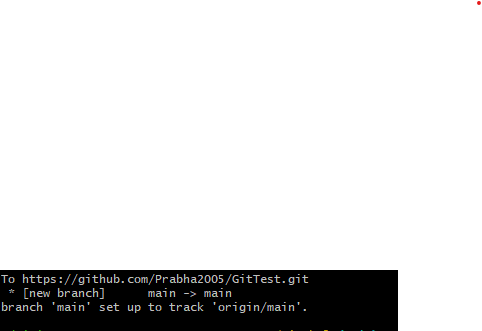 To https://github.com/Prabha2005/GitTest.git
 * [new branch]      main -> main
branch 'main' set up to track 'origin/main'.